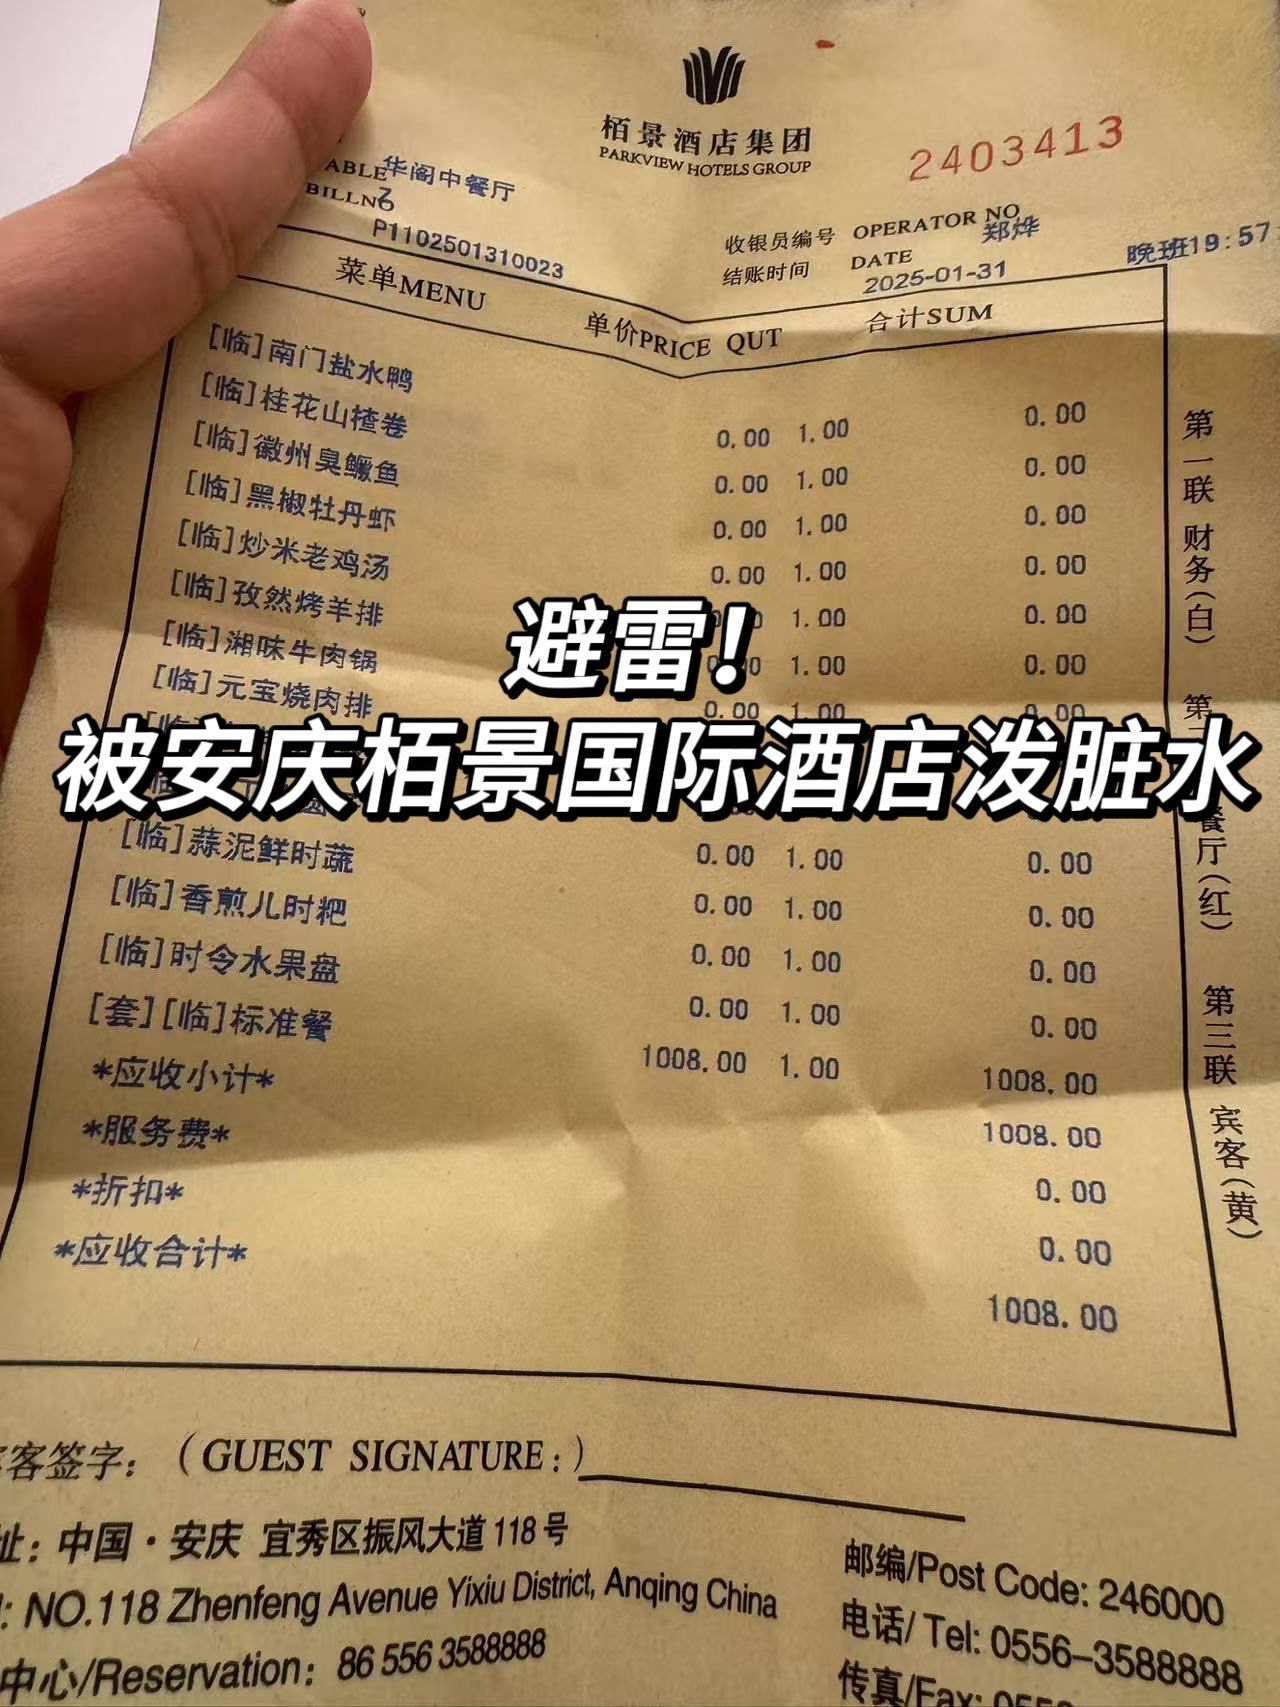 栢景酒店集团
PARKVIEW HOTELS GROUP
2403413
ABLE 华阁中餐厅
BILLNO
P1102501310023
收银员编号 OPERATOR NO 郑烨
结账时间 DATE 2025-01-31 晚班19:57
菜单MENU 单价PRICE QUT 合计SUM
[临]南门盐水鸭
[临]桂花山楂卷 0.00 1.00 0.00
[临]徽州臭鳜鱼 0.00 1.00 0.00
[临]黑椒牡丹虾 0.00 1.00 0.00
[临]炒米老鸡汤 0.00 1.00 0.00
[临]孜然烤羊排 1.00 0.00
[临]湘味牛肉锅 0.00 1.00 0.00
[临]元宝烧肉排 0.00 1.00 0.00
避雷！
被安庆栢景国际酒店泼脏水
[临]蒜泥鲜时蔬 0.00 1.00 0.00
[临]香煎儿时粑 0.00 1.00 0.00
[临]时令水果盘 0.00 1.00 0.00
[套][临]标准餐 0.00 1.00 0.00
*应收小计* 1008.00 1.00 1008.00
*服务费* 1008.00
*折扣* 0.00
*应收合计* 0.00
1008.00
第一联 财务(白)
餐厅(红)
第三联 宾客(黄)
客签字：（GUEST SIGNATURE：）
址：中国·安庆 宜秀区振风大道118号
: NO.118 Zhenfeng Avenue Yixiu District, Anqing China
中心/Reservation：86 556 3588888
邮编/Post Code: 246000
电话/ Tel: 0556-3588888
传真/Fax: